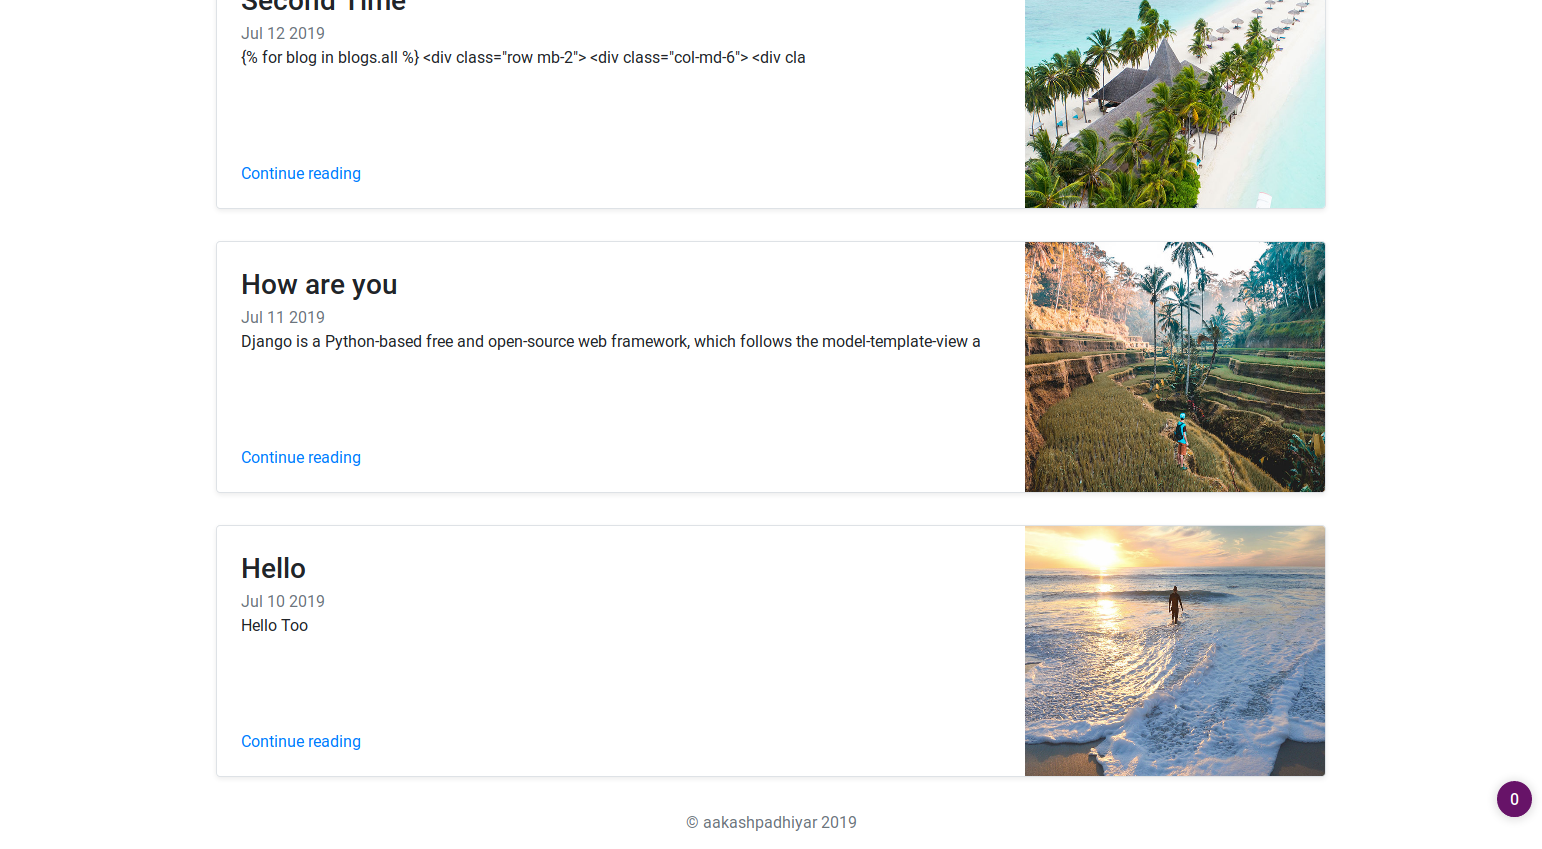 Second Time
Jul 12 2019
{% for blog in blogs.all %} <div class="row mb-2"> <div class="col-md-6"> <div cla
Continue reading
How are you
Jul 11 2019
Django is a Python-based free and open-source web framework, which follows the model-template-view a
Continue reading
Hello
Jul 10 2019
Hello Too
Continue reading
0
© aakashpadhiyar 2019